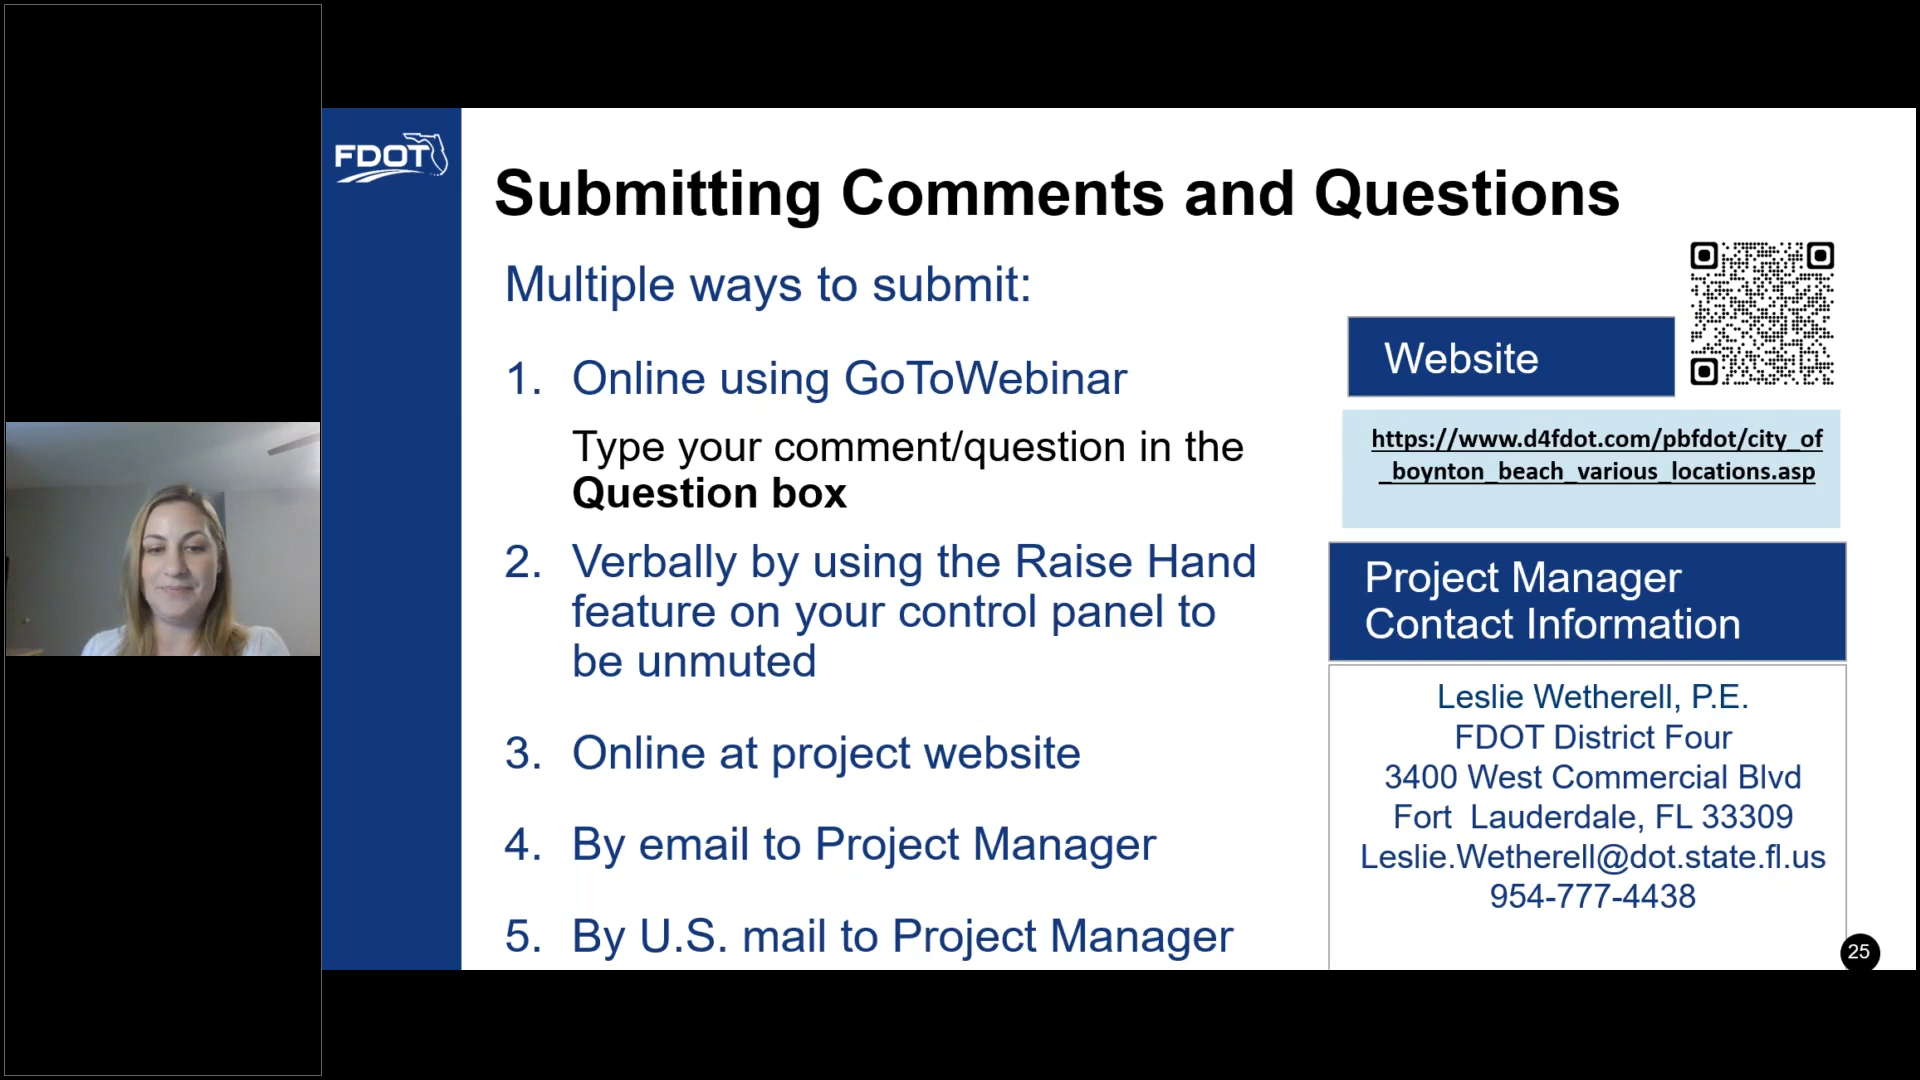 FDOT
Submitting Comments and Questions
Multiple ways to submit:
1. Online using GoToWebinar
Type your comment/question in the
Question box
2. Verbally by using the Raise Hand
feature on your control panel to
be unmuted
3. Online at project website
4. By email to Project Manager
5. By U.S. mail to Project Manager
Website
https://www.d4fdot.com/pbfdot/city_of
_boynton_beach_various_locations.asp
Project Manager
Contact Information
Leslie Wetherell, P.E.
FDOT District Four
3400 West Commercial Blvd
Fort  Lauderdale, FL 33309
Leslie.Wetherell@dot.state.fl.us
954-777-4438
25